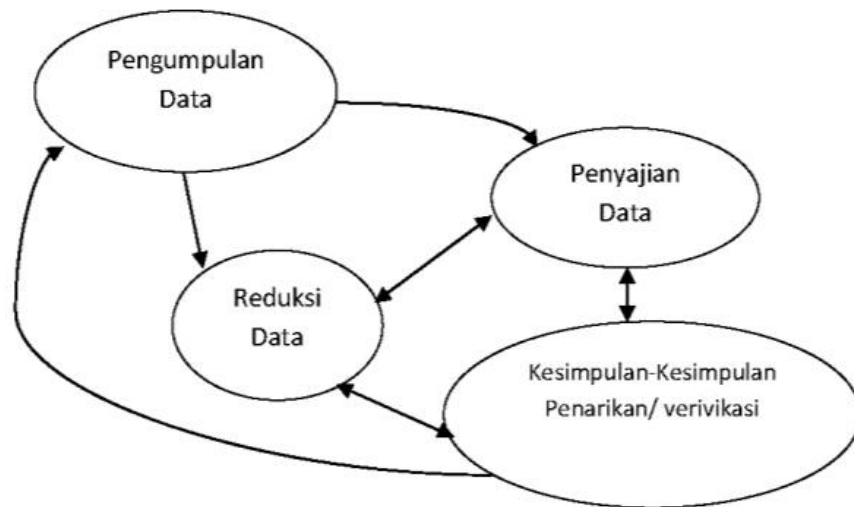 Pengumpulan
Data
Penyajian
Data
Reduksi
Data
Kesimpulan-Kesimpulan
Penarikan/ verivikasi